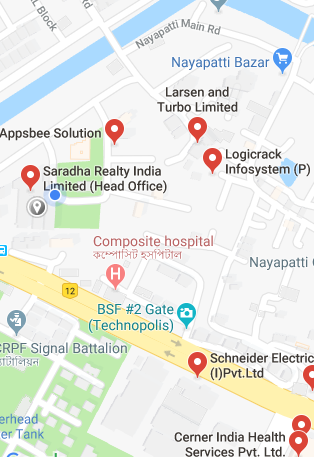 L Block
Nayapatti Main Rd
Nayapatti Bazar
Larsen and
Turbo Limited
Appsbee Solution
Logicrack
Infosystem (P)
Saradha Realty India
Limited (Head Office)
Composite hospital
কম্পোসিট হসপিটাল
Nayapatti
12
BSF #2 Gate
(Technopolis)
CRPF Signal Battalion
Schneider Electric
(I)Pvt.Ltd
erhead
er Tank
Cerner India Health
Services Pvt. Ltd.